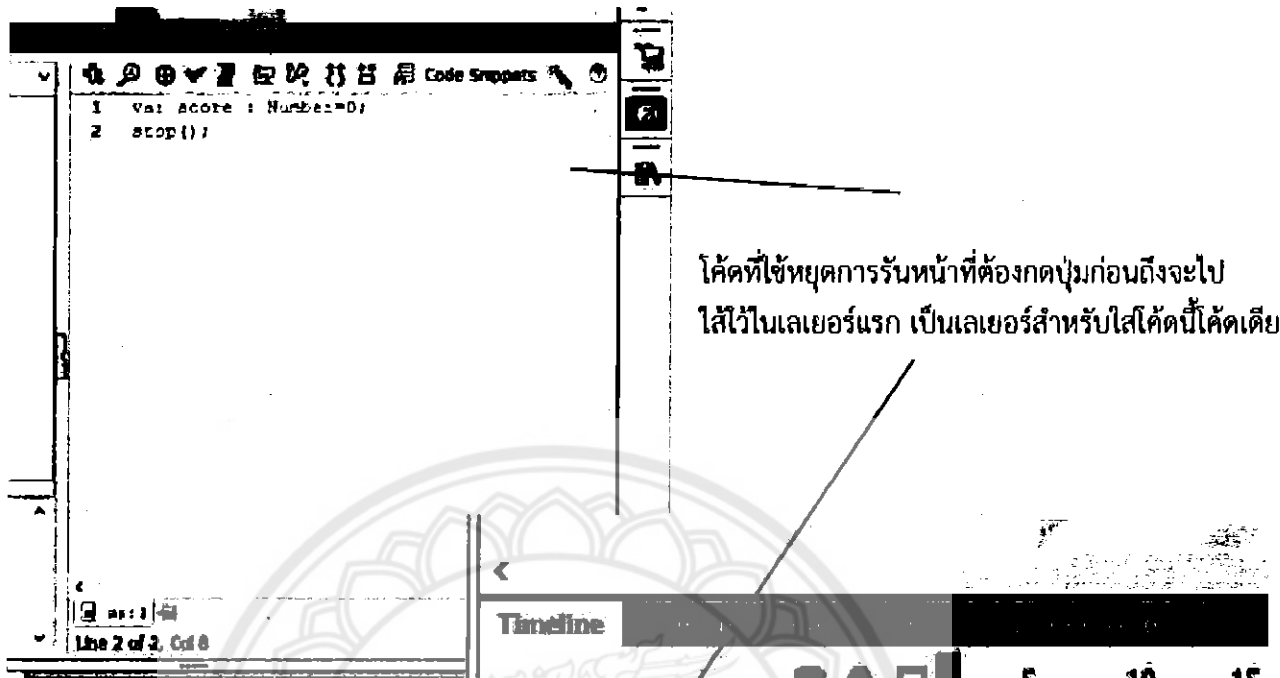 Code Snippets
1 var score : Number=0;
2 stop();
โค้ดที่ใช้หยุดการรันหน้าที่ต้องกดปุ่มก่อนถึงจะไป
ใส้ใว้ในเลเยอร์แรก เป็นเลเยอร์สำหรับใส่โค้ดนี้โค้ดเดีย
as : 1
Line 2 of 2, Col 8
Timeline
5 10 15